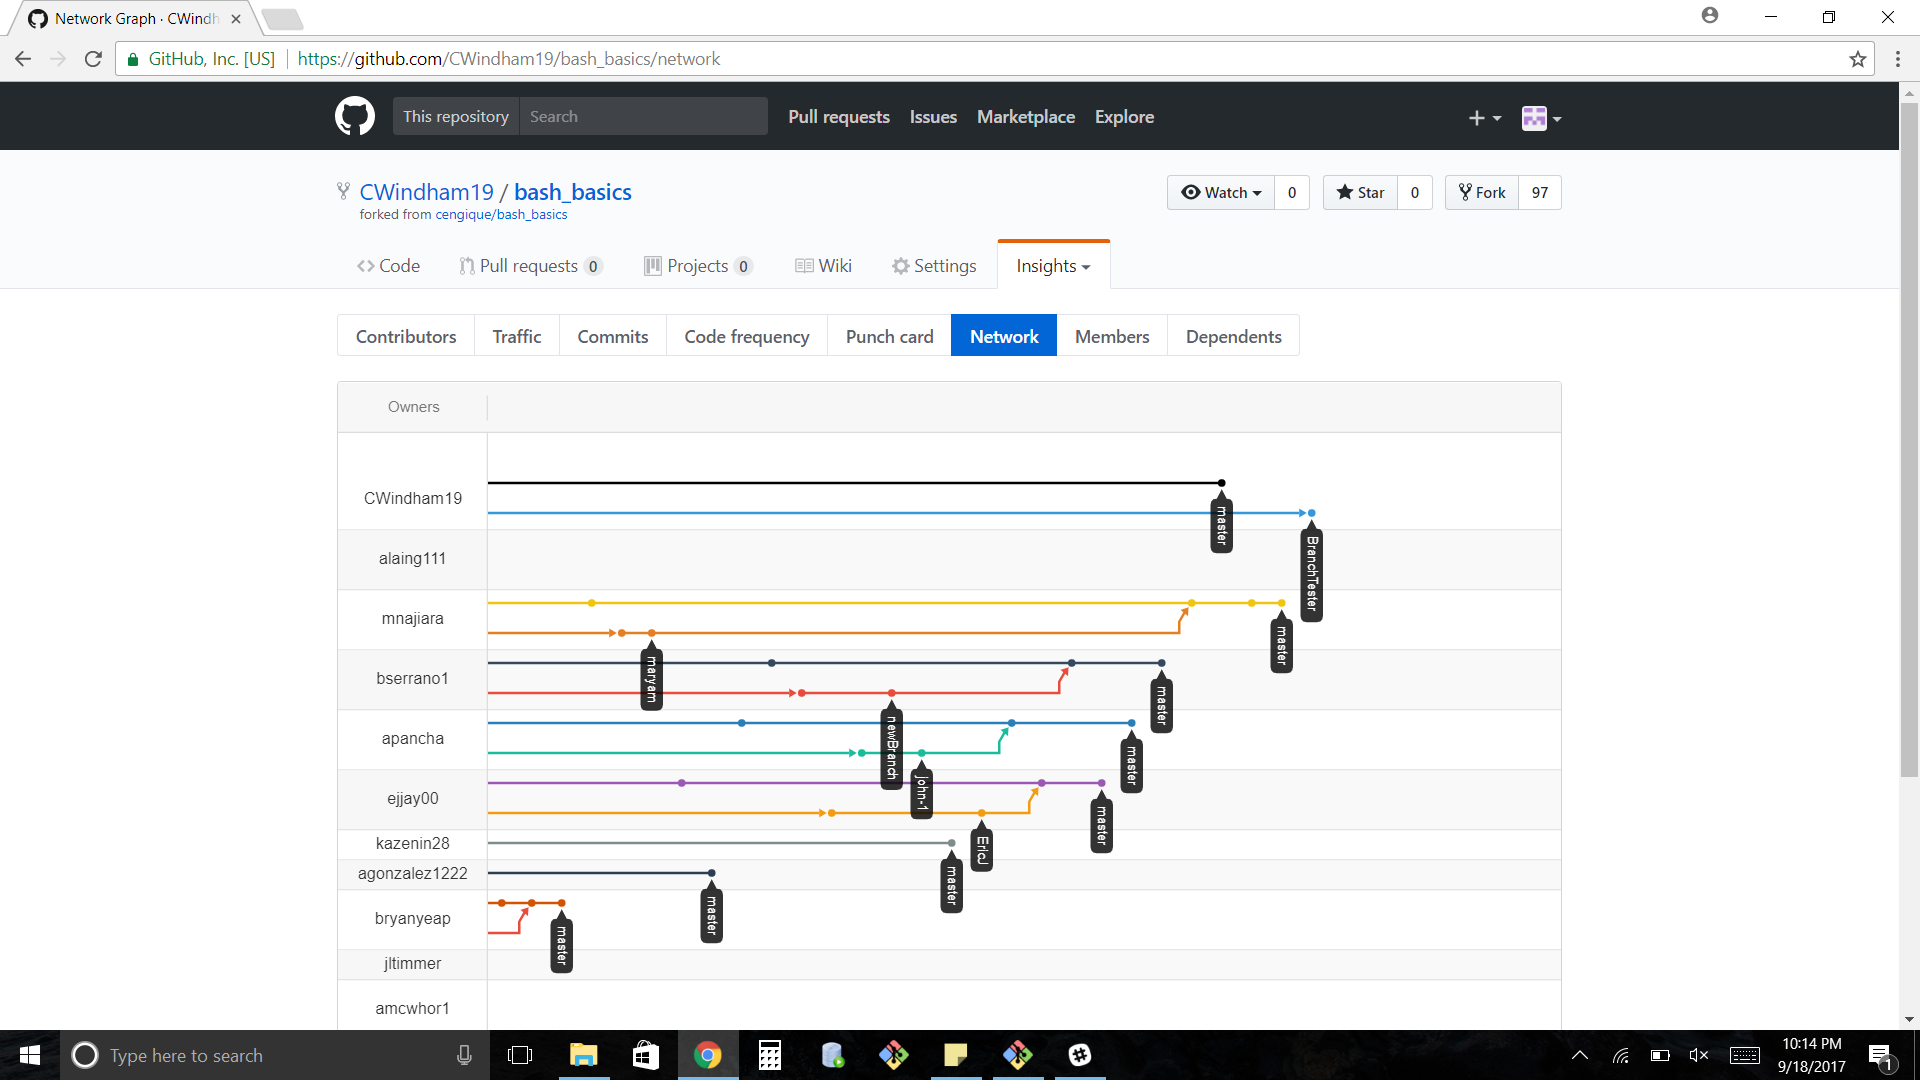 Network Graph · CWindh
GitHub, Inc. [US] https://github.com/CWindham19/bash_basics/network
This repository Search Pull requests Issues Marketplace Explore
CWindham19 / bash_basics
forked from cengique/bash_basics
Watch 0 Star 0 Fork 97
Code Pull requests 0 Projects 0 Wiki Settings Insights
Contributors Traffic Commits Code frequency Punch card Network Members Dependents
Owners
CWindham19
master
BranchTester
alaing111
mnajiara
maryam
master
bserrano1
newBranch
master
apancha
john-1
master
ejjay00
EricJ
master
kazenin28
master
agonzalez1222
master
bryanyeap
master
jltimmer
amcwhor1
Type here to search
10:14 PM
9/18/2017
1